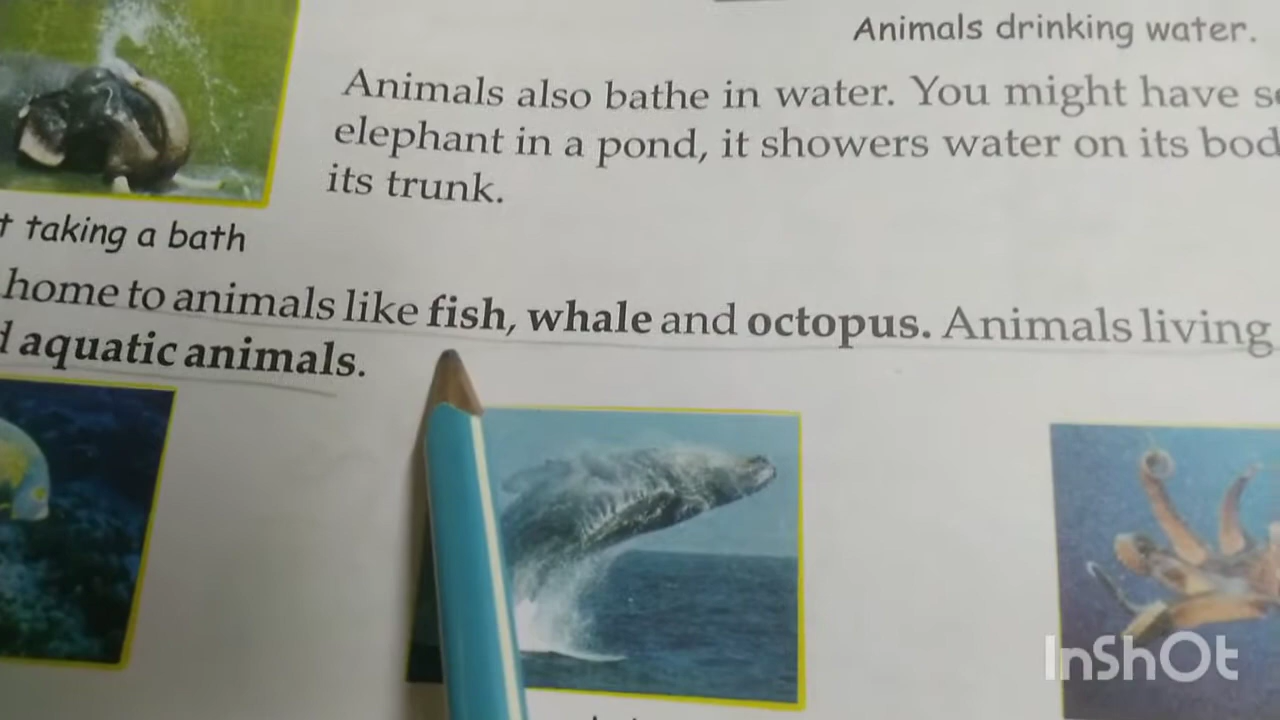 Animals drinking water.
Animals also bathe in water. You might have
elephant in a pond, it showers water on its
its trunk.
taking a bath
home to animals like fish, whale and octopus. Animals living
aquatic animals.
InShOt